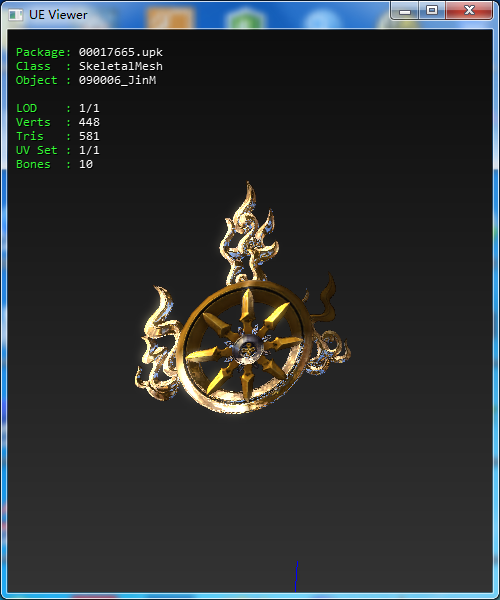 UE Viewer
Package: 00017665.upk
Class : SkeletalMesh
Object : 090006_JinM
LOD : 1/1
Verts : 448
Tris : 581
UV Set : 1/1
Bones : 10